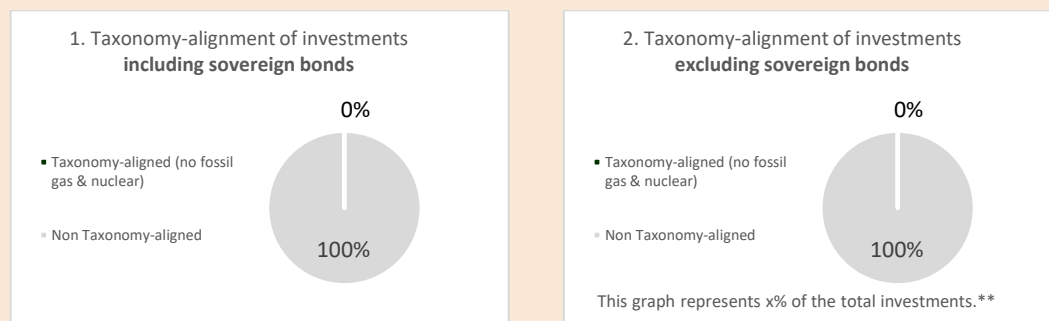 1. Taxonomy-alignment of investments
including sovereign bonds
0%
Taxonomy-aligned (no fossil
gas & nuclear)
Non Taxonomy-aligned
100%
2. Taxonomy-alignment of investments
excluding sovereign bonds
0%
Taxonomy-aligned (no fossil
gas & nuclear)
Non Taxonomy-aligned
100%
This graph represents x% of the total investments.**